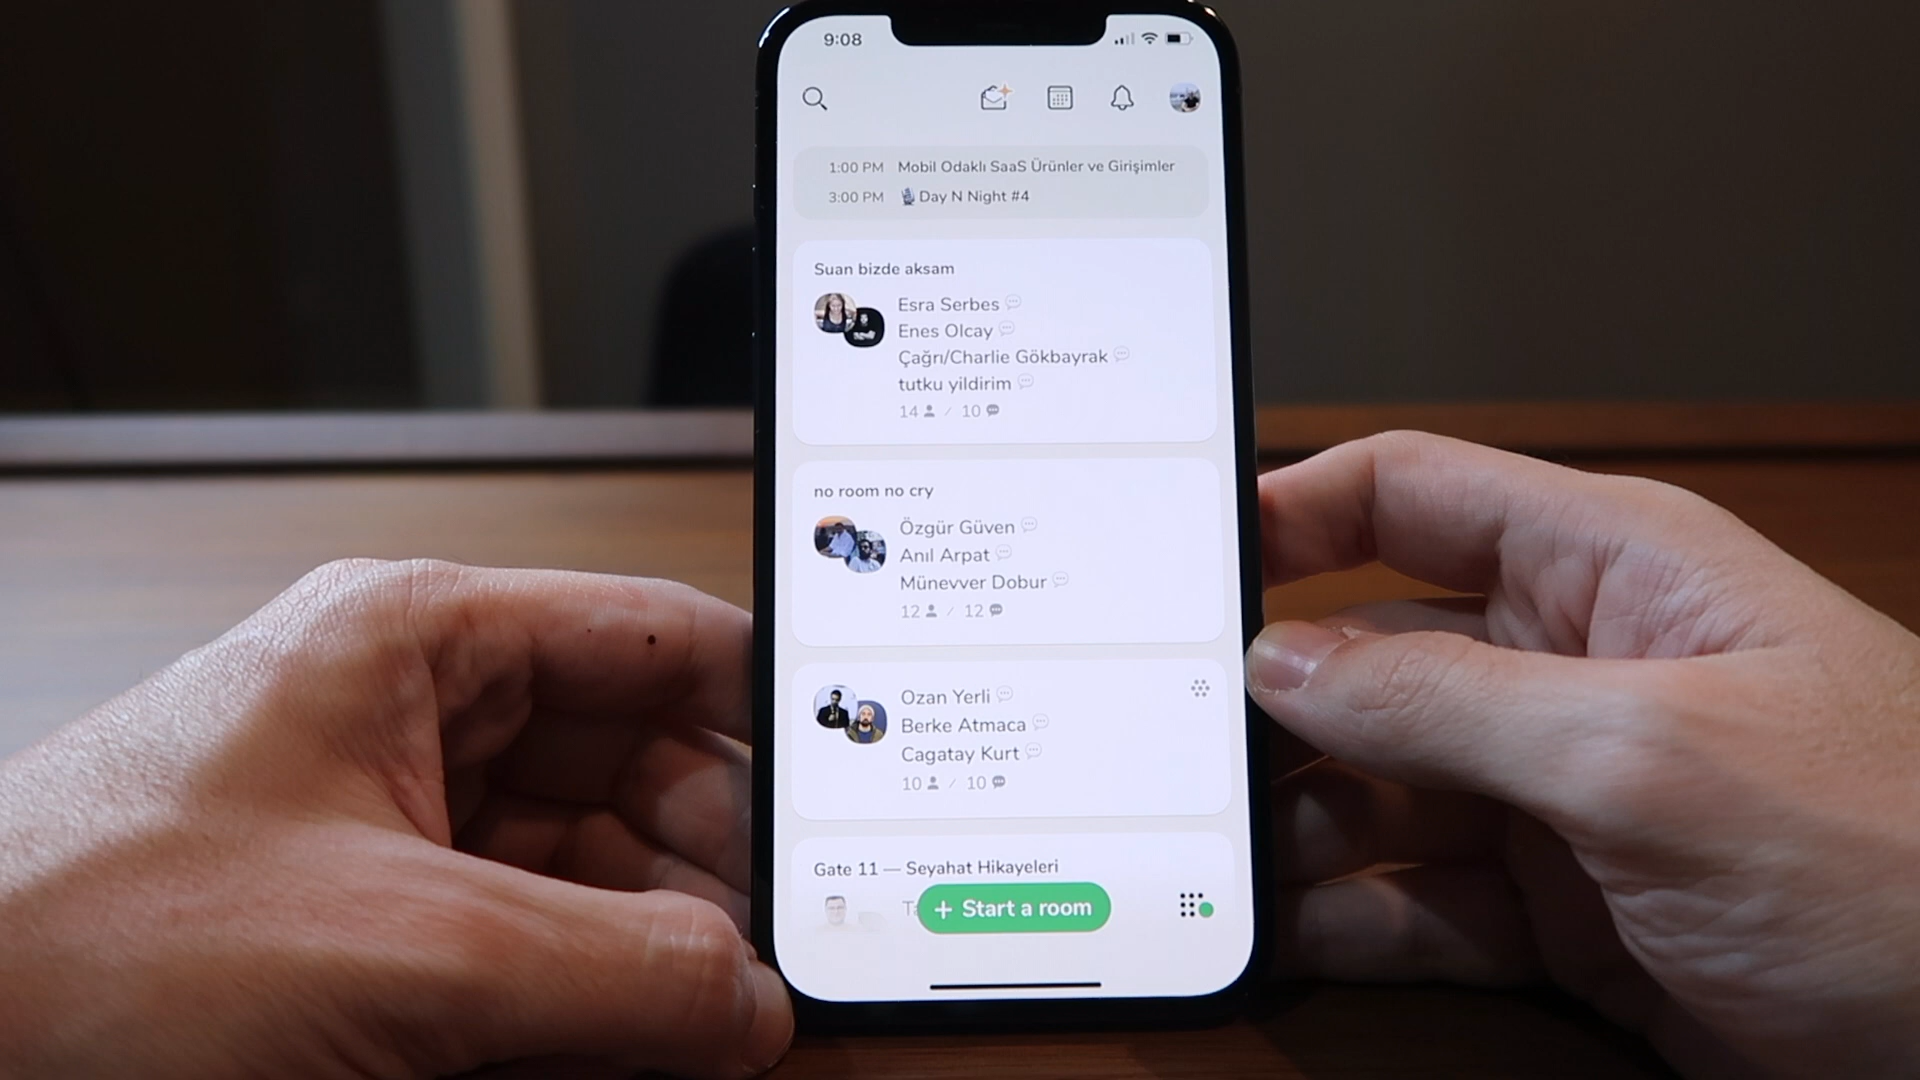 9:08
1:00 PM Mobil Odaklı SaaS Ürünler ve Girişimler
3:00 PM Day N Night #4
Suan bizde aksam
Esra Serbes
Enes Olcay
Çağrı/Charlie Gökbayrak
tutku yildirim
14 / 10
no room no cry
Özgür Güven
Anıl Arpat
Münevver Dobur
12 / 12
Ozan Yerli
Berke Atmaca
Cagatay Kurt
10 / 10
Gate 11 — Seyahat Hikayeleri
+ Start a room